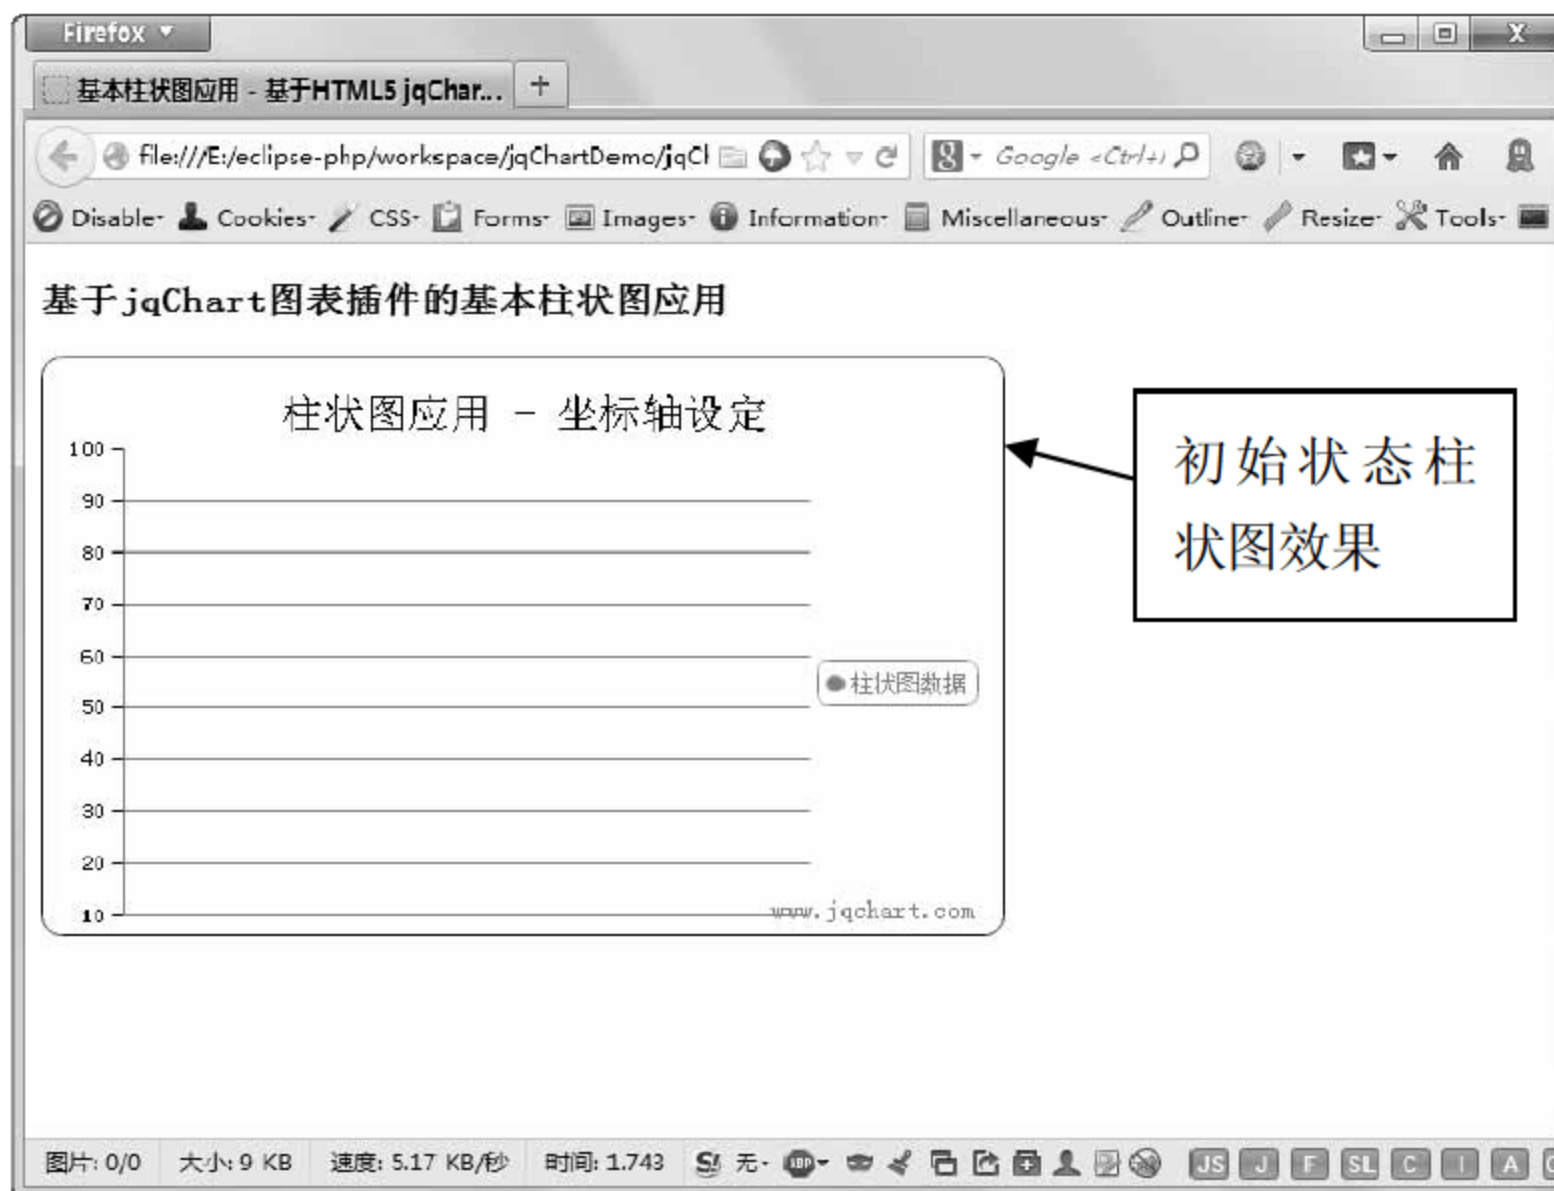 Firefox
基本柱状图应用 - 基于HTML5 jqChar...
file:///E:/eclipse-php/workspace/jqChartDemo/jqCl
Google <Ctrl+)
Disable Cookies CSS Forms Images Information Miscellaneous Outline Resize Tools
基于jqChart图表插件的基本柱状图应用
柱状图应用 - 坐标轴设定
100
90
80
70
60
50
40
30
20
10
柱状图数据
www.jqchart.com
初始状态柱
状图效果
图片: 0/0 大小: 9 KB 速度: 5.17 KB/秒 时间: 1.743 S! 无 ABP JS J F SL C I A